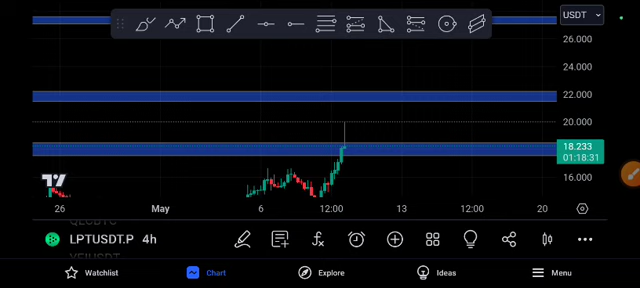 USDT
26.000
24.000
22.000
20.000
18.233
01:18:31
16.000
26 May 6 12:00 13 12:00 20
LPTUSDT.P 4h
Watchlist Chart Explore Ideas Menu